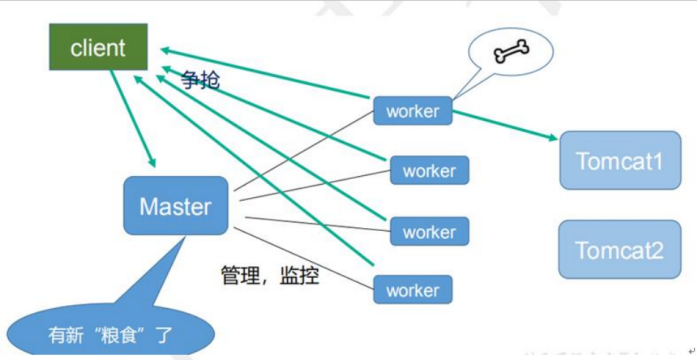 client
争抢
worker
Tomcat1
worker
Master
worker
Tomcat2
管理，监控
worker
有新“粮食”了